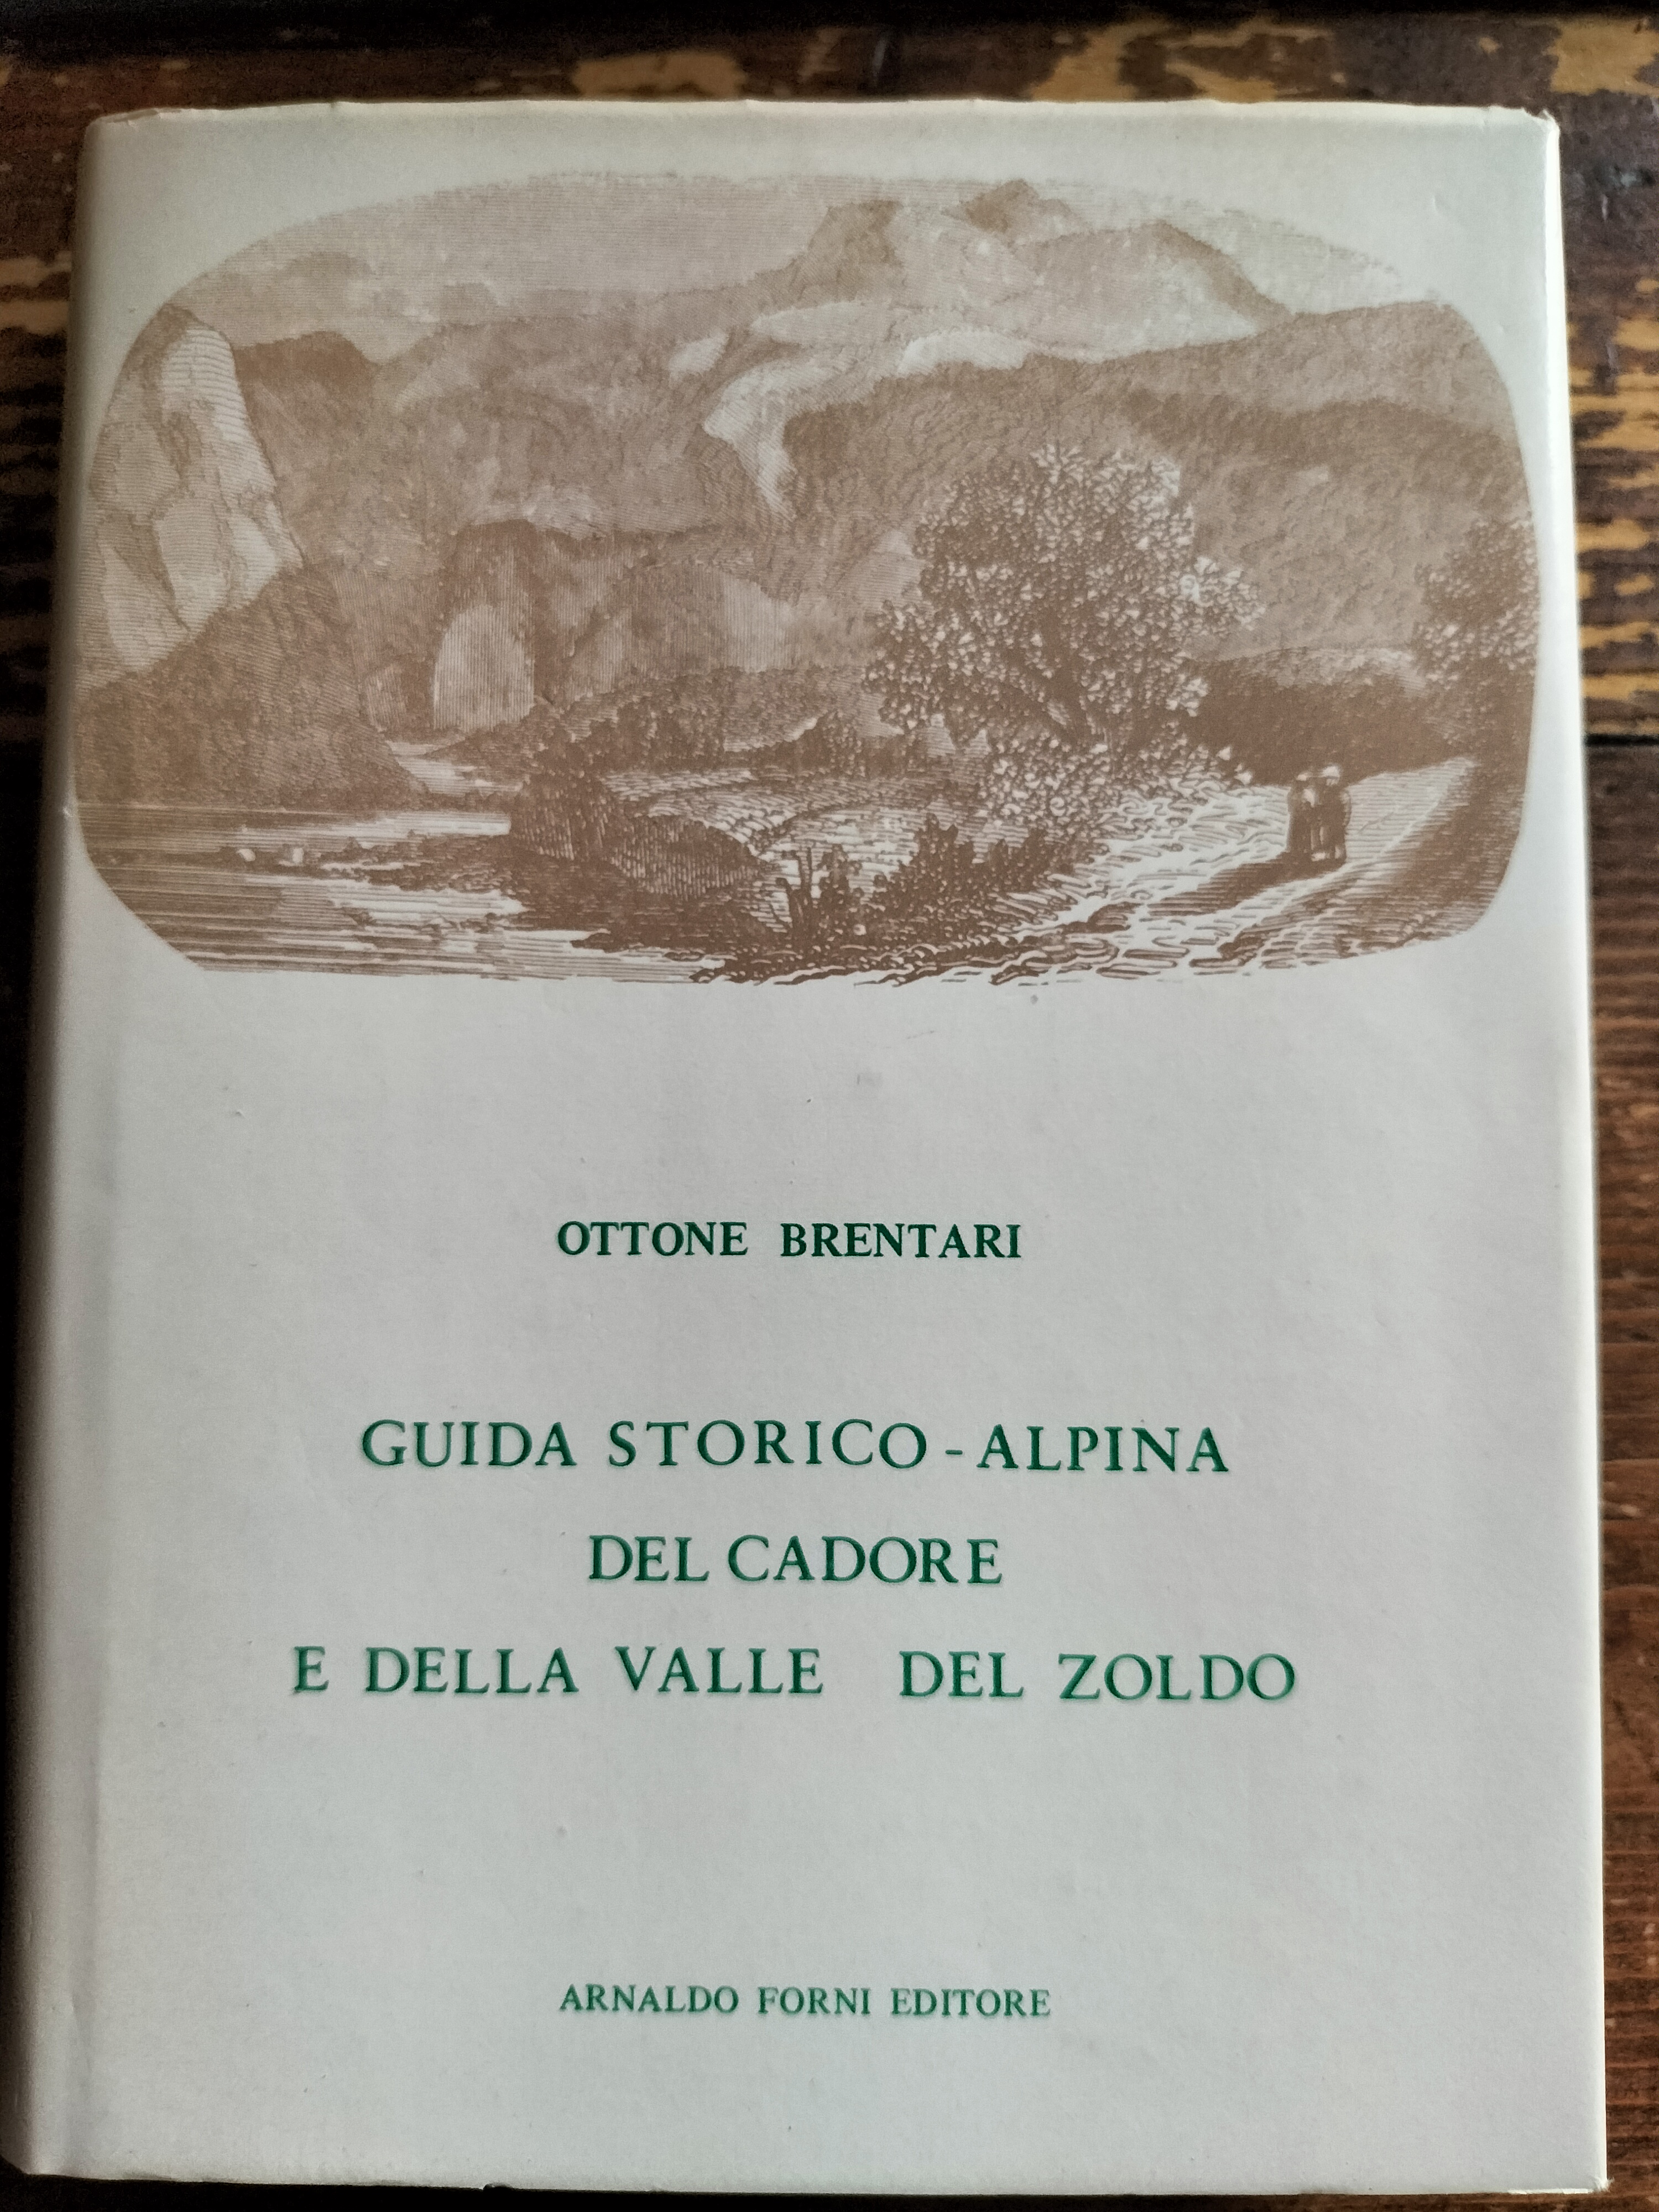 OTTONE BRENTARI
GUIDA STORICO-ALPINA
DEL CADORE
E DELLA VALLE DEL ZOLDO
ARNALDO FORNI EDITORE